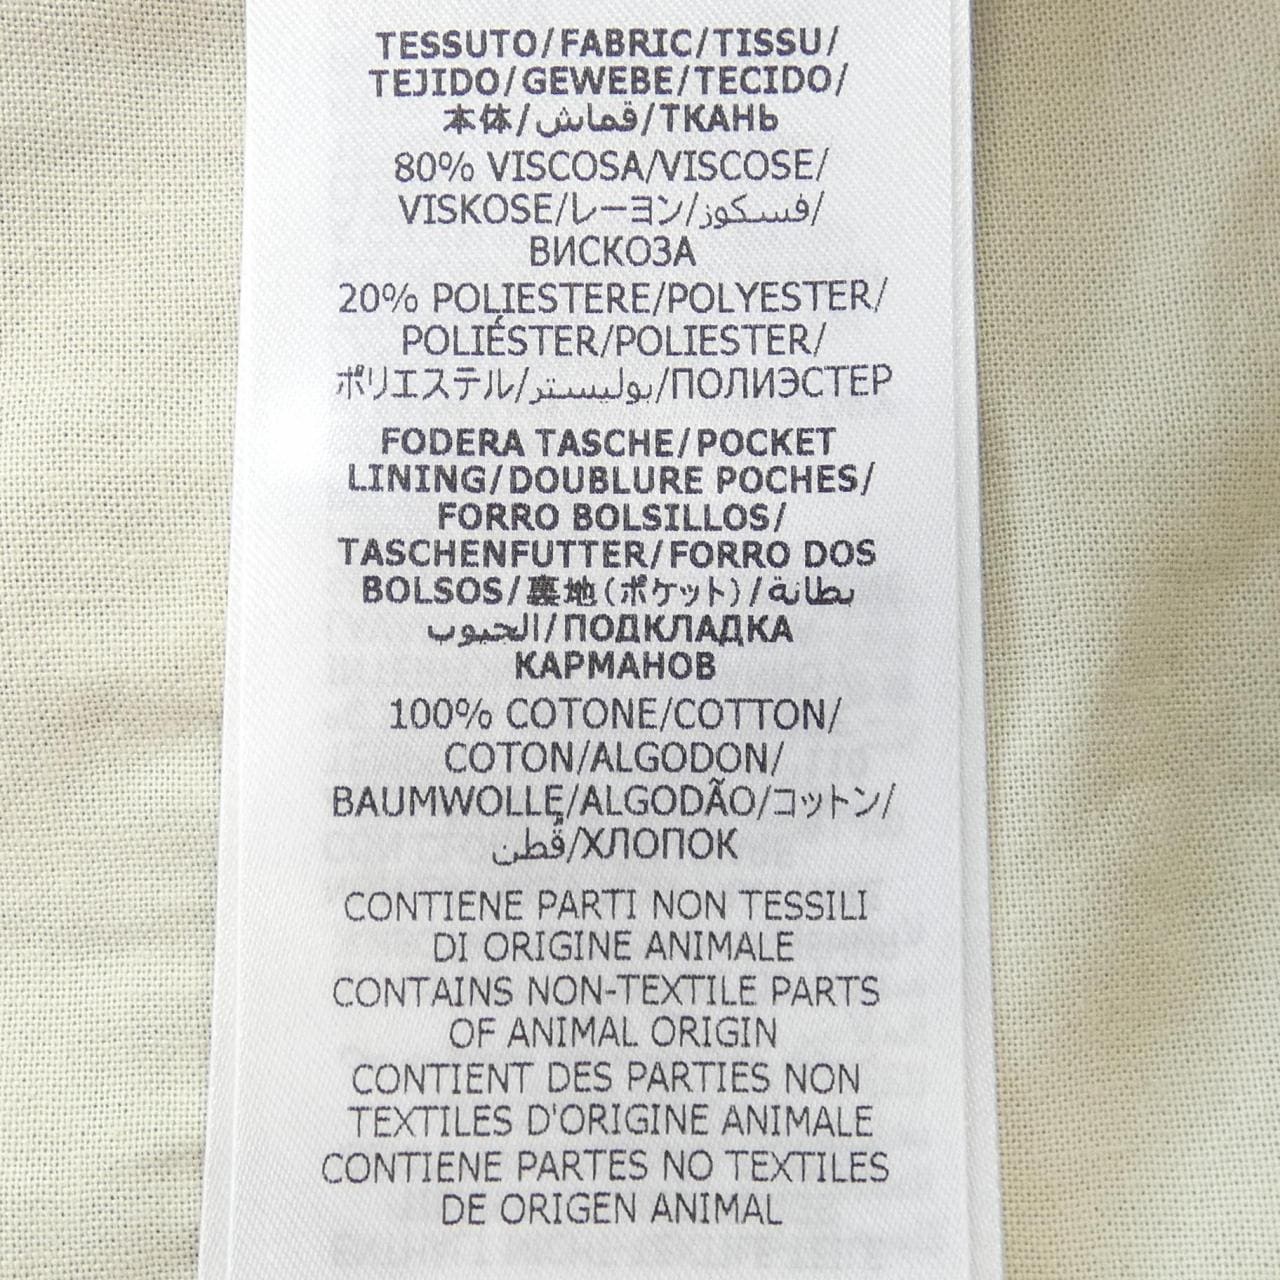 TESSUTO/FABRIC/TISSU/
TEJIDO/GEWEBE/TECIDO/
本体/قماش/ТКАНЬ
80% VISCOSA/VISCOSE/
VISKOSE/レーヨン/فسكوز/
ВИСКОЗА
20% POLIESTERE/POLYESTER/
POLIÉSTER/POLIESTER/
ポリエステル/بوليستر/ПОЛИЭСТЕР
FODERA TASCHE/POCKET
LINING/DOUBLURE POCHES/
FORRO BOLSILLOS/
TASCHENFUTTER/FORRO DOS
BOLSOS/裏地(ポケット)/بطانة
الجيوب/ПОДКЛАДКА
КАРМАНОВ
100% COTONE/COTTON/
COTON/ALGODON/
BAUMWOLLE/ALGODÃO/コットン/
قُطن/ХЛОПОК
CONTIENE PARTI NON TESSILI
DI ORIGINE ANIMALE
CONTAINS NON-TEXTILE PARTS
OF ANIMAL ORIGIN
CONTIENT DES PARTIES NON
TEXTILES D'ORIGINE ANIMALE
CONTIENE PARTES NO TEXTILES
DE ORIGEN ANIMAL